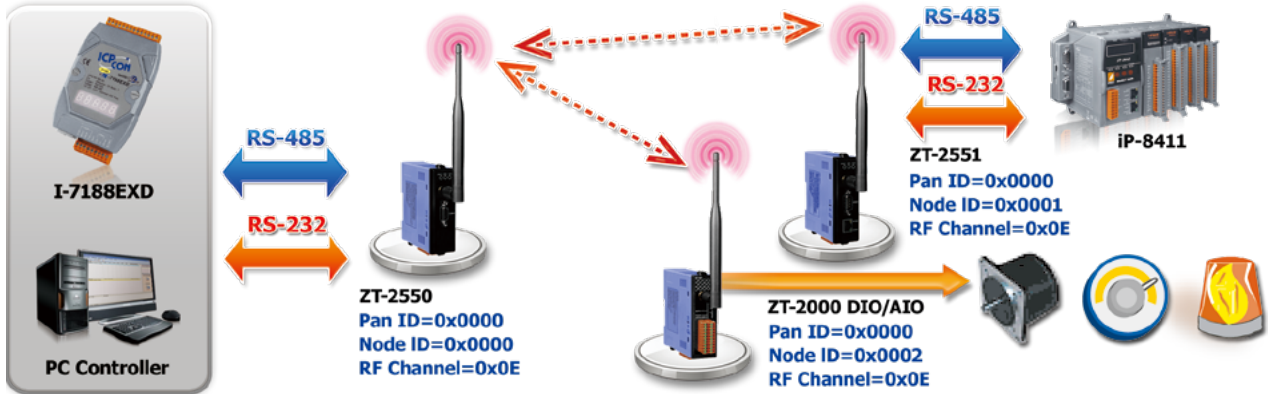 ICP
CON
I-7188EXD
PC Controller
RS-485
RS-232
ZT-2550
Pan ID=0x0000
Node ID=0x0000
RF Channel=0x0E
ZT-2000 DIO/AIO
Pan ID=0x0000
Node ID=0x0002
RF Channel=0x0E
RS-485
RS-232
ZT-2551
Pan ID=0x0000
Node ID=0x0001
RF Channel=0x0E
iP-8411